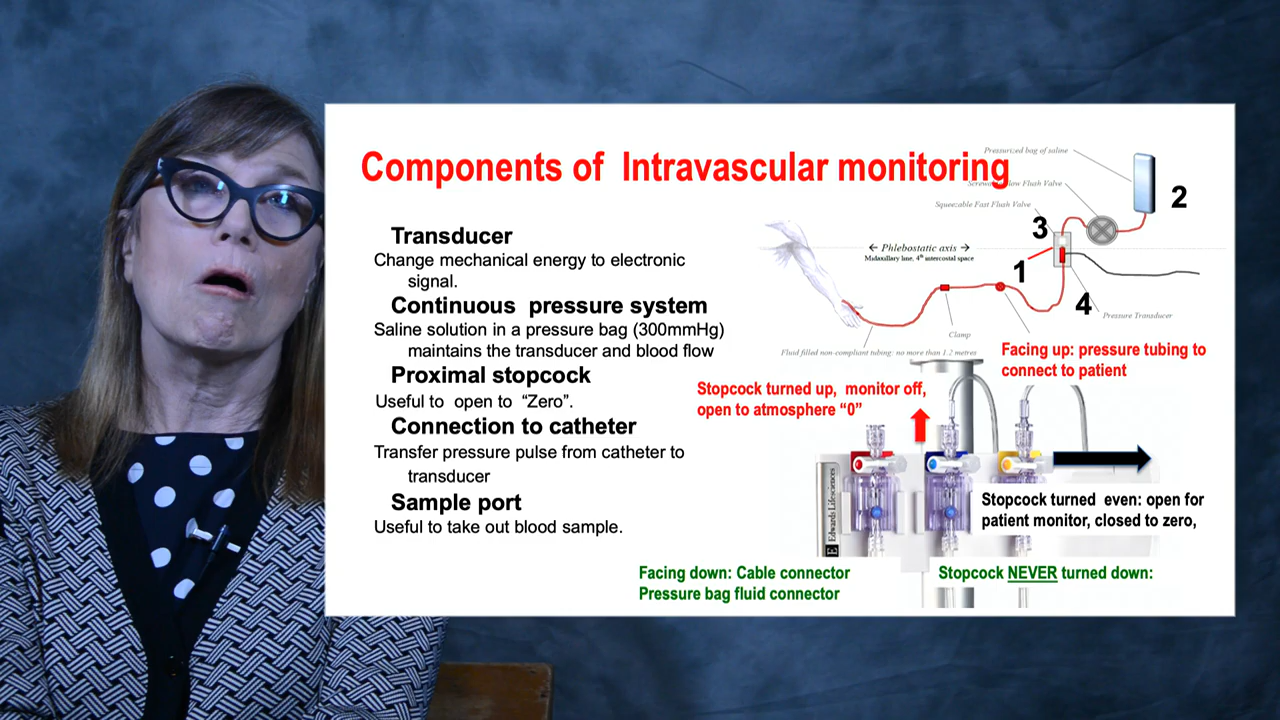 Components of Intravascular monitoring
Transducer
Change mechanical energy to electronic
signal.
Continuous pressure system
Saline solution in a pressure bag (300mmHg)
maintains the transducer and blood flow
Proximal stopcock
Useful to open to “Zero”.
Connection to catheter
Transfer pressure pulse from catheter to
transducer
Sample port
Useful to take out blood sample.
Pressurized bag of saline
Flush Valve
Squeezable Fast Flush Valve
2
3
← Phlebostatic axis →
Midaxillary line, 4th intercostal space
1
4
Pressure Transducer
Clamp
Fluid filled non-compliant tubing: no more than 1.2 metres
Facing up: pressure tubing to
connect to patient
Stopcock turned up, monitor off,
open to atmosphere “0”
Edwards Lifesciences
Stopcock turned even: open for
patient monitor, closed to zero,
Facing down: Cable connector
Pressure bag fluid connector
Stopcock NEVER turned down: